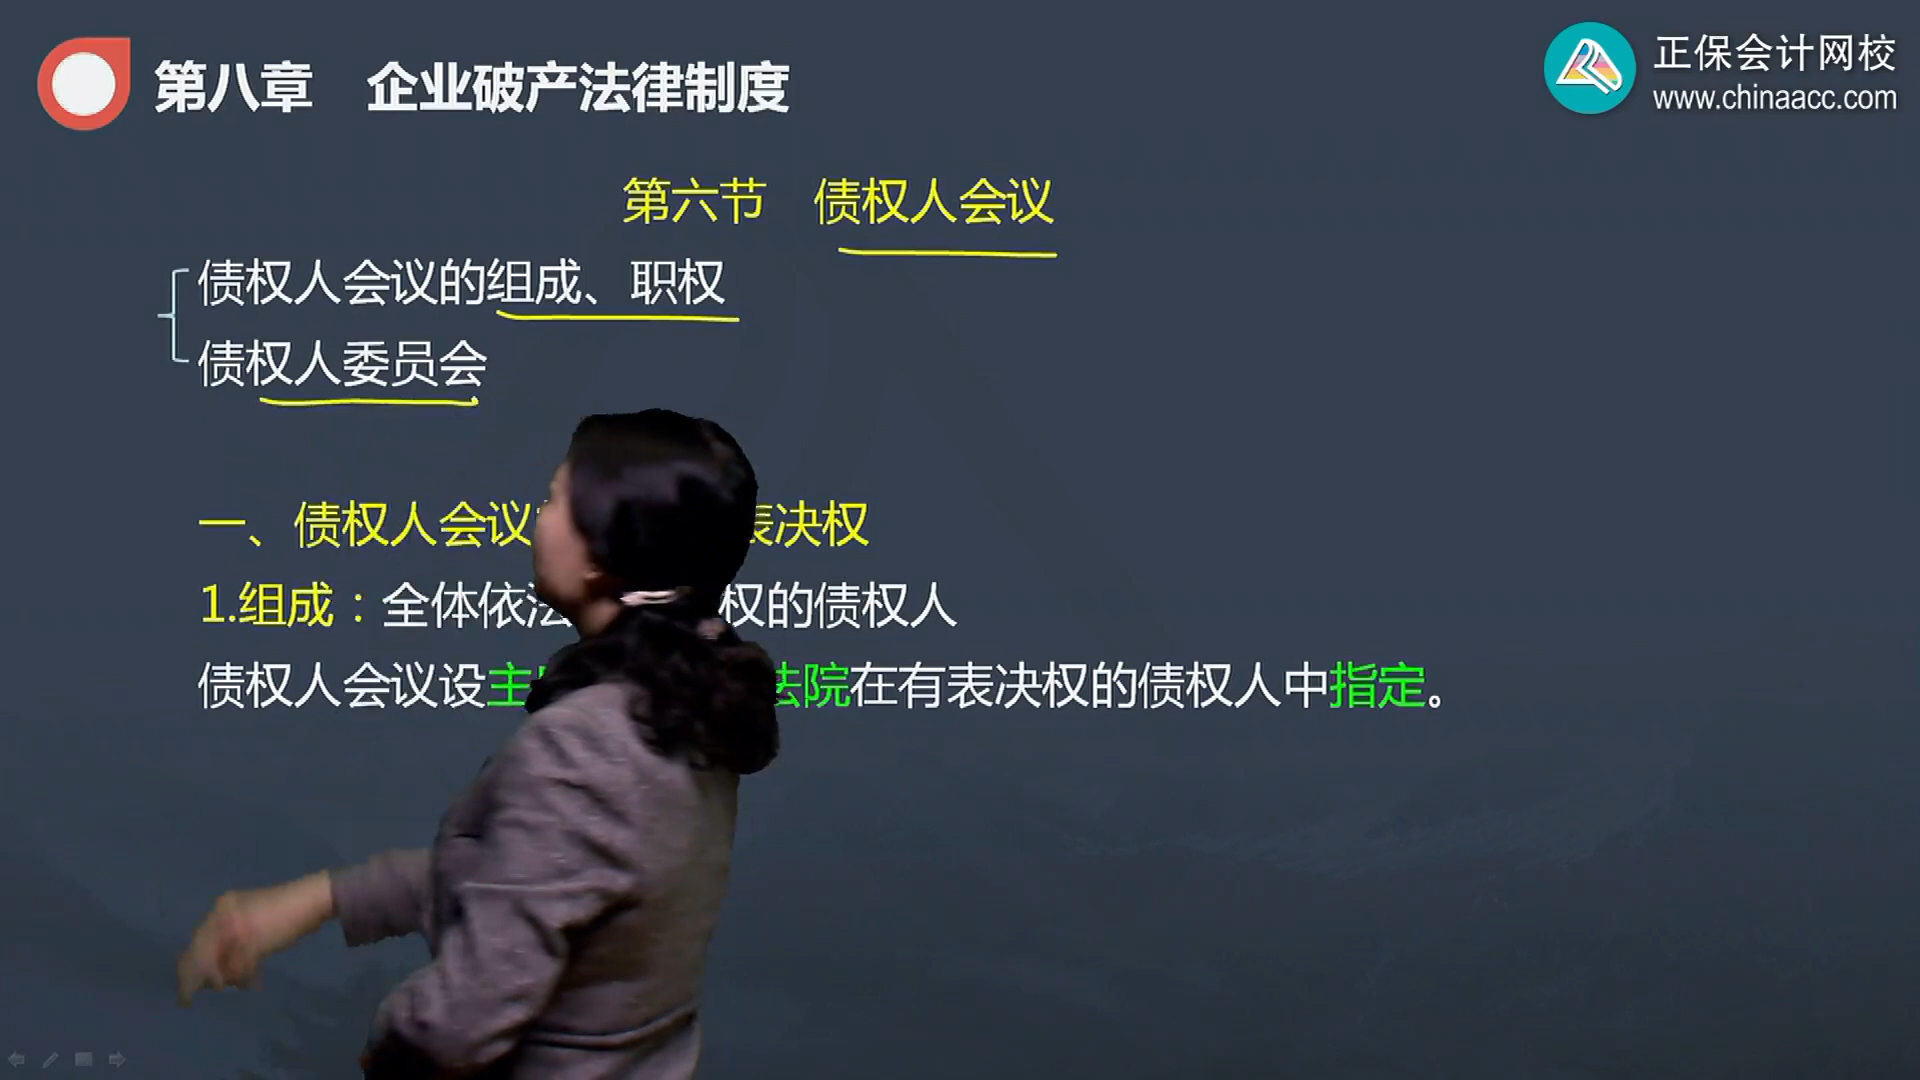 第八章 企业破产法律制度
正保会计网校
www.chinaacc.com
第六节 债权人会议
债权人会议的组成、职权
债权人委员会
一、债权人会议 表决权
1.组成：全体依法 权的债权人
债权人会议设主 法院在有表决权的债权人中指定。